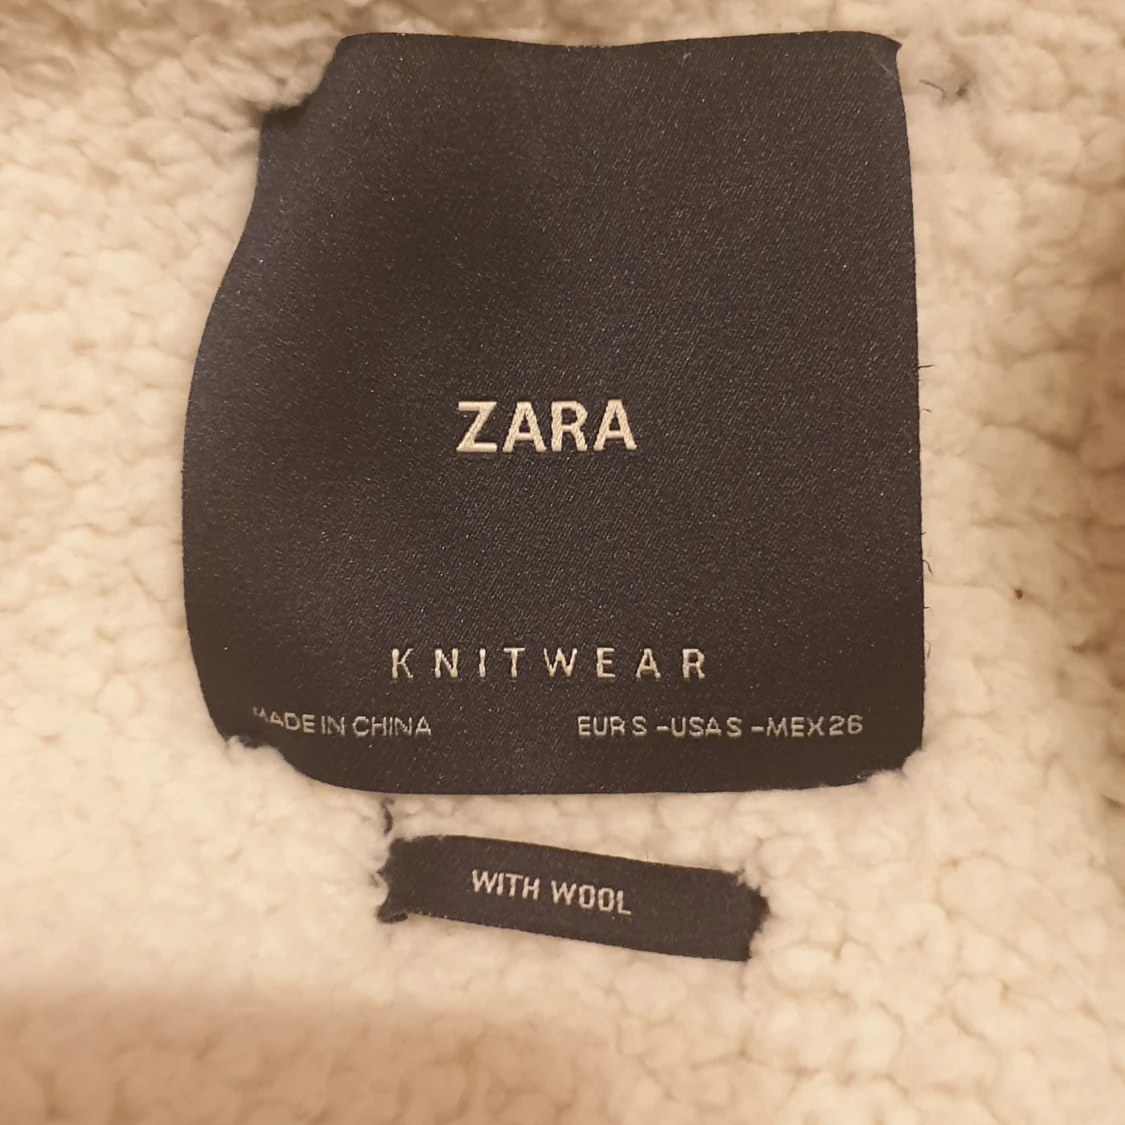 ZARA
KNITWEAR
MADE IN CHINA EUR S -USA S -MEX 26
WITH WOOL